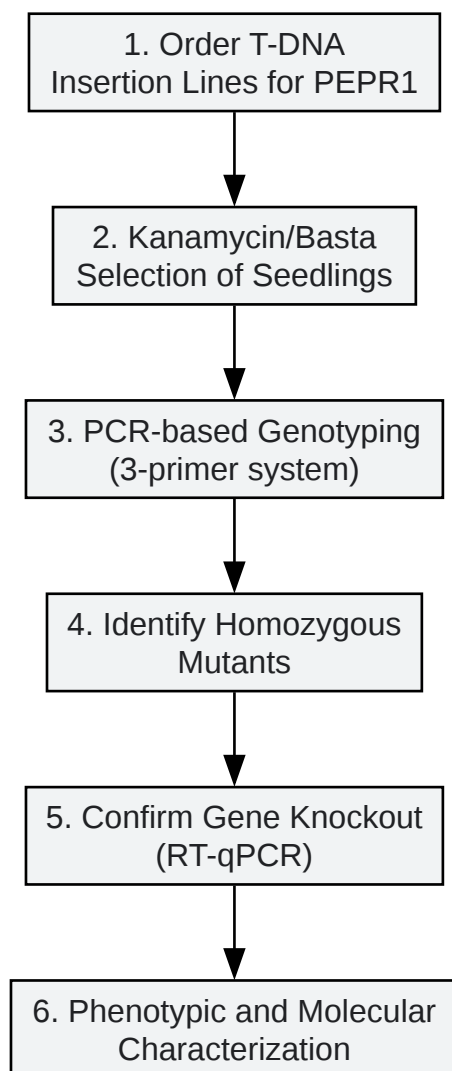 1. Order T-DNA
Insertion Lines for PEPR1
2. Kanamycin/Basta
Selection of Seedlings
3. PCR-based Genotyping
(3-primer system)
4. Identify Homozygous
Mutants
5. Confirm Gene Knockout
(RT-qPCR)
6. Phenotypic and Molecular
Characterization